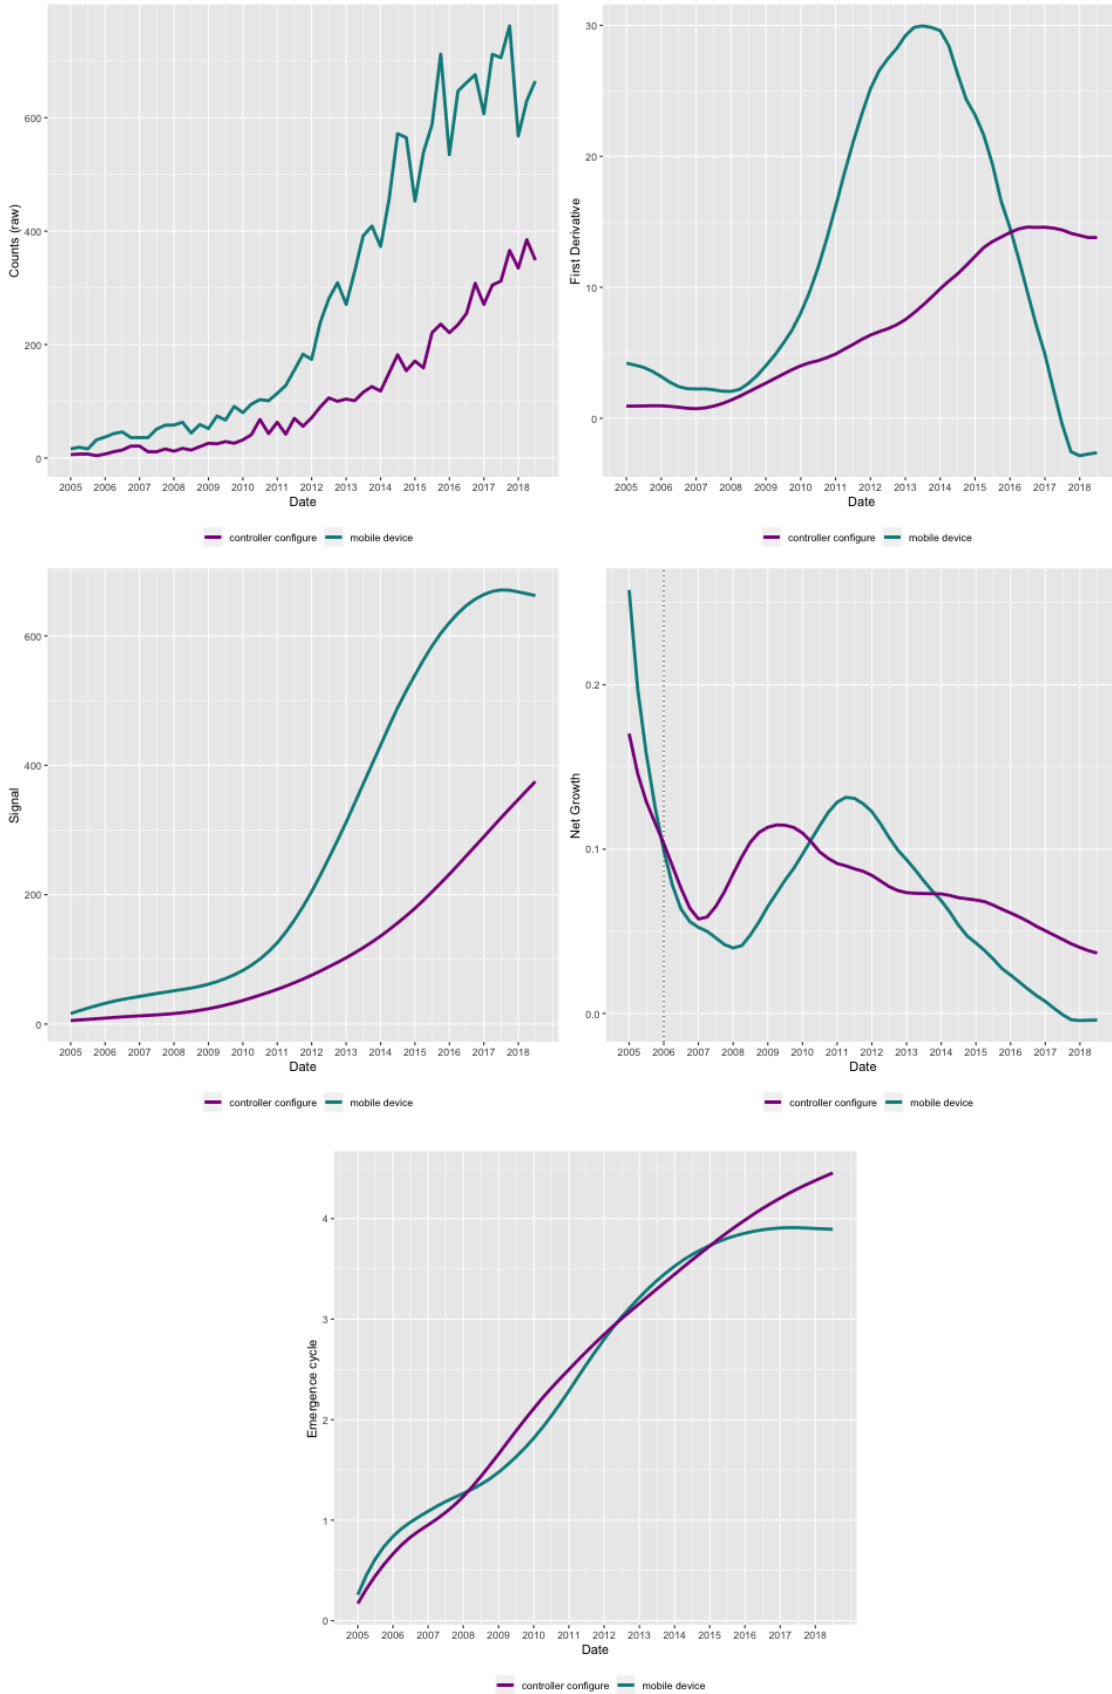 600
400
200
0
Counts (raw)
2005 2006 2007 2008 2009 2010 2011 2012 2013 2014 2015 2016 2017 2018
Date
controller configure mobile device
30
20
10
0
First Derivative
2005 2006 2007 2008 2009 2010 2011 2012 2013 2014 2015 2016 2017 2018
Date
controller configure mobile device
600
400
200
0
Signal
2005 2006 2007 2008 2009 2010 2011 2012 2013 2014 2015 2016 2017 2018
Date
controller configure mobile device
0.2
0.1
0.0
Net Growth
2005 2006 2007 2008 2009 2010 2011 2012 2013 2014 2015 2016 2017 2018
Date
controller configure mobile device
4
3
2
1
0
Emergence cycle
2005 2006 2007 2008 2009 2010 2011 2012 2013 2014 2015 2016 2017 2018
Date
controller configure mobile device